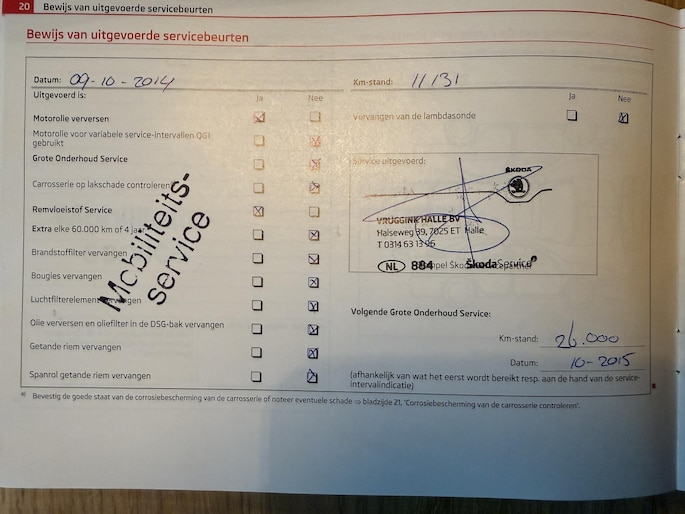 20 Bewijs van uitgevoerde servicebeurten
Bewijs van uitgevoerde servicebeurten
Datum: 09-10-2014
Km-stand: 11131
Uitgevoerd is:
Ja Nee
Ja Nee
Motorolie verversen
Vervangen van de lambdasonde
Motorolie voor variabele service-intervallen QGI
gebruikt
Grote Onderhoud Service
Service uitgevoerd:
ŠKODA
Carrosserie op lakschade controleren
Remvloeistof Service
VRUGGINK HALLE BV
Halseweg 39, 7025 ET Halle
T 0314 63 13 96
Extra elke 60.000 km of 4 jaar
Brandstoffilter vervangen
NL 884 ŠkodaService
Bougies vervangen
Mobiliteits-
service
Luchtfilterelement vervangen
Volgende Grote Onderhoud Service:
Olie verversen en oliefilter in de DSG-bak vervangen
Km-stand: 26.000
Getande riem vervangen
Datum: 10-2015
Spanrol getande riem vervangen
(afhankelijk van wat het eerst wordt bereikt resp. aan de hand van de service-
intervalindicatie)
a) Bevestig de goede staat van de corrosiebescherming van de carrosserie of noteer eventuele schade ⇒ bladzijde 21, 'Corrosiebescherming van de carrosserie controleren'.